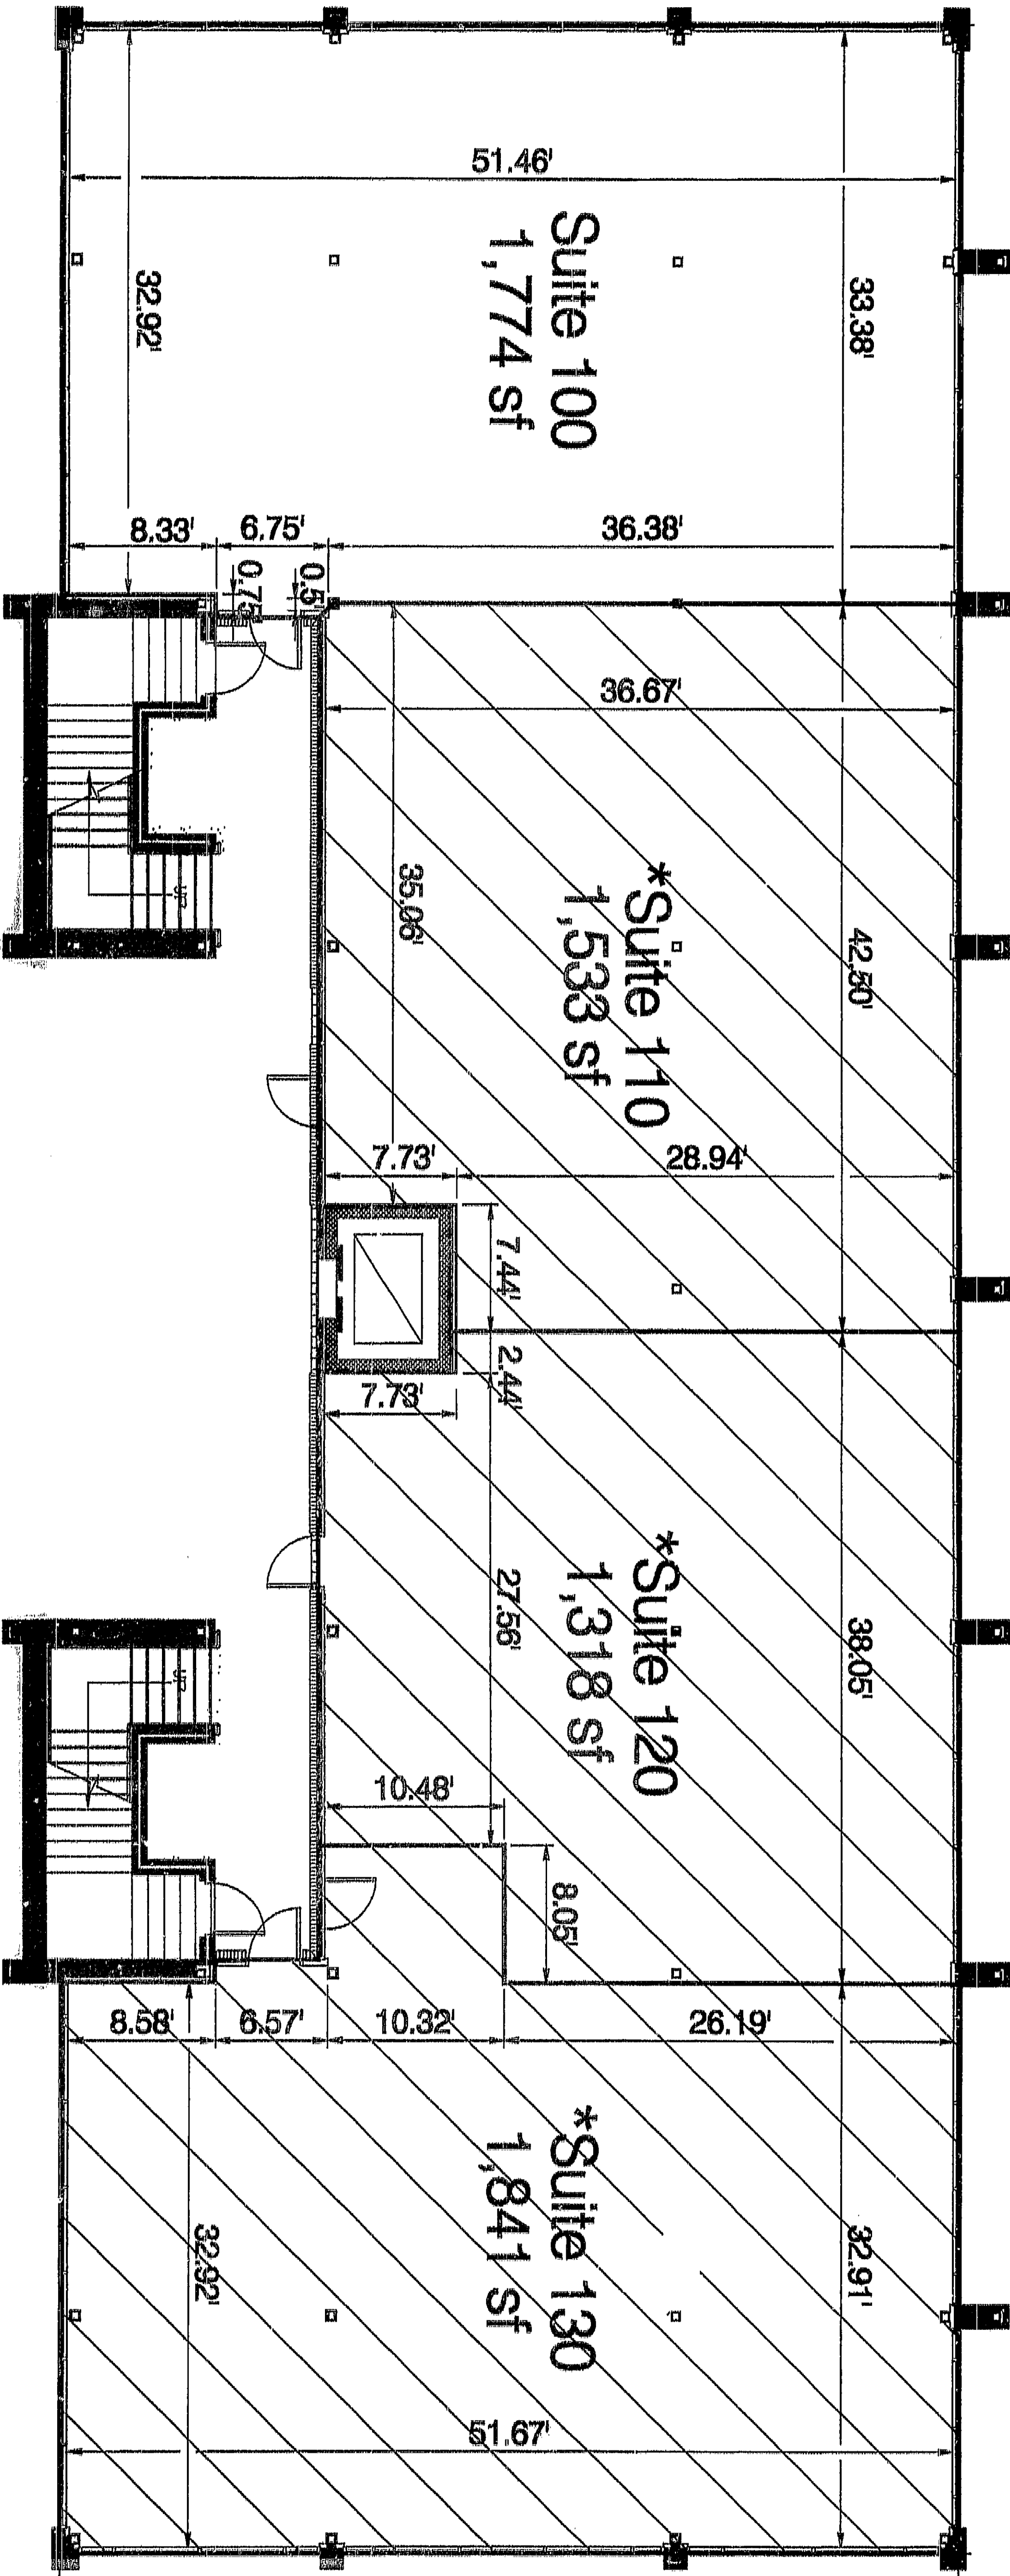 51.46'
33.38'
Suite 100
1,774 sf
32.92'
8.33'
6.75'
36.38'
0.75'
0.5'
36.67'
35.06'
*Suite 110
1,533 sf
42.50'
UP
7.73'
28.94'
7.44'
2.44'
7.73'
27.56'
*Suite 120
1,318 sf
38.05'
UP
10.48'
8.05'
8.58'
6.57'
10.32'
26.19'
*Suite 130
1,841 sf
32.92'
32.91'
51.67'